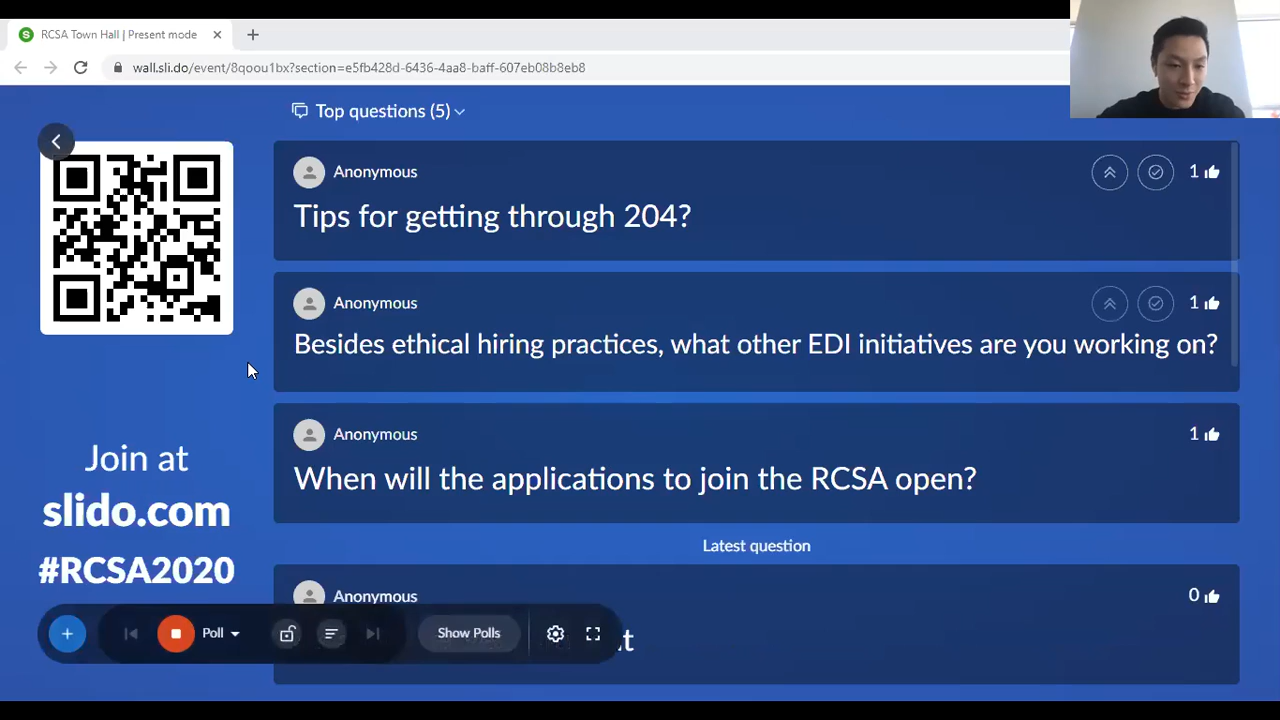 RCSA Town Hall | Present mode
wall.sli.do/event/8qoou1bx?section=e5fb428d-6436-4aa8-baff-607eb08b8eb8
Top questions (5)
Anonymous
1
Tips for getting through 204?
Anonymous
1
Besides ethical hiring practices, what other EDI initiatives are you working on?
Anonymous
1
When will the applications to join the RCSA open?
Latest question
Anonymous
0
Join at
slido.com
#RCSA2020
Poll
Show Polls